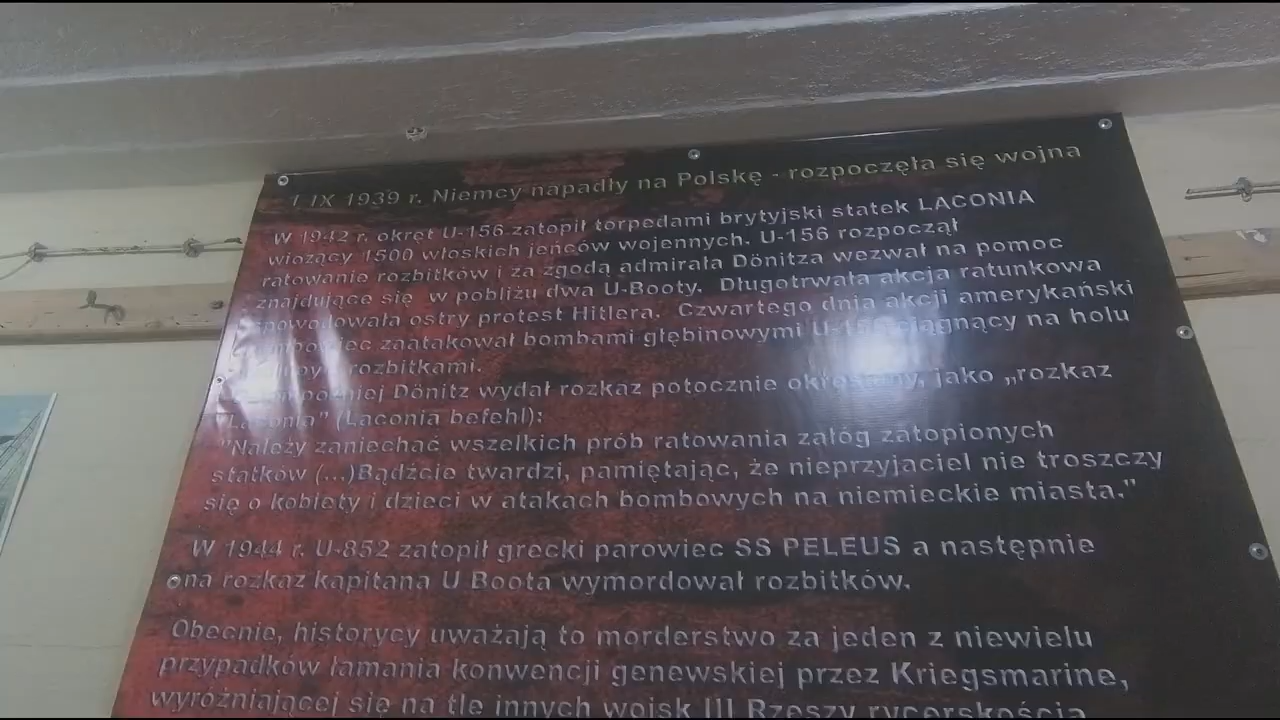 1 IX 1939 r. Niemcy napadły na Polskę - rozpoczęła się wojna
W 1942 r. okręt U-156 zatopił torpedami brytyjski statek LACONIA
wiozący 1500 włoskich jeńców wojennych. U-156 rozpoczął
ratowanie rozbitków i za zgodą admirała Dönitza wezwał na pomoc
znajdujące się w pobliżu dwa U-Booty. Długotrwała akcja ratunkowa
spowodowała ostry protest Hitlera. Czwartego dnia akcji amerykański
zaatakował bombami głębinowymi ciągnący na holu
rozbitkami.
Dönitz wydał rozkaz potocznie określany, jako „rozkaz
"Laconia" (Laconia befehl):
"Należy zaniechać wszelkich prób ratowania załóg zatopionych
statków (...)Bądźcie twardzi, pamiętając, że nieprzyjaciel nie troszczy
się o kobiety i dzieci w atakach bombowych na niemieckie miasta."
W 1944 r. U-852 zatopił grecki parowiec SS PELEUS a następnie
na rozkaz kapitana U Boota wymordował rozbitków.
Obecnie, historycy uważają to morderstwo za jeden z niewielu
przypadków łamania konwencji genewskiej przez Kriegsmarine,
wyróżniającej się na tle innych wojsk III Rzeszy rycerskością